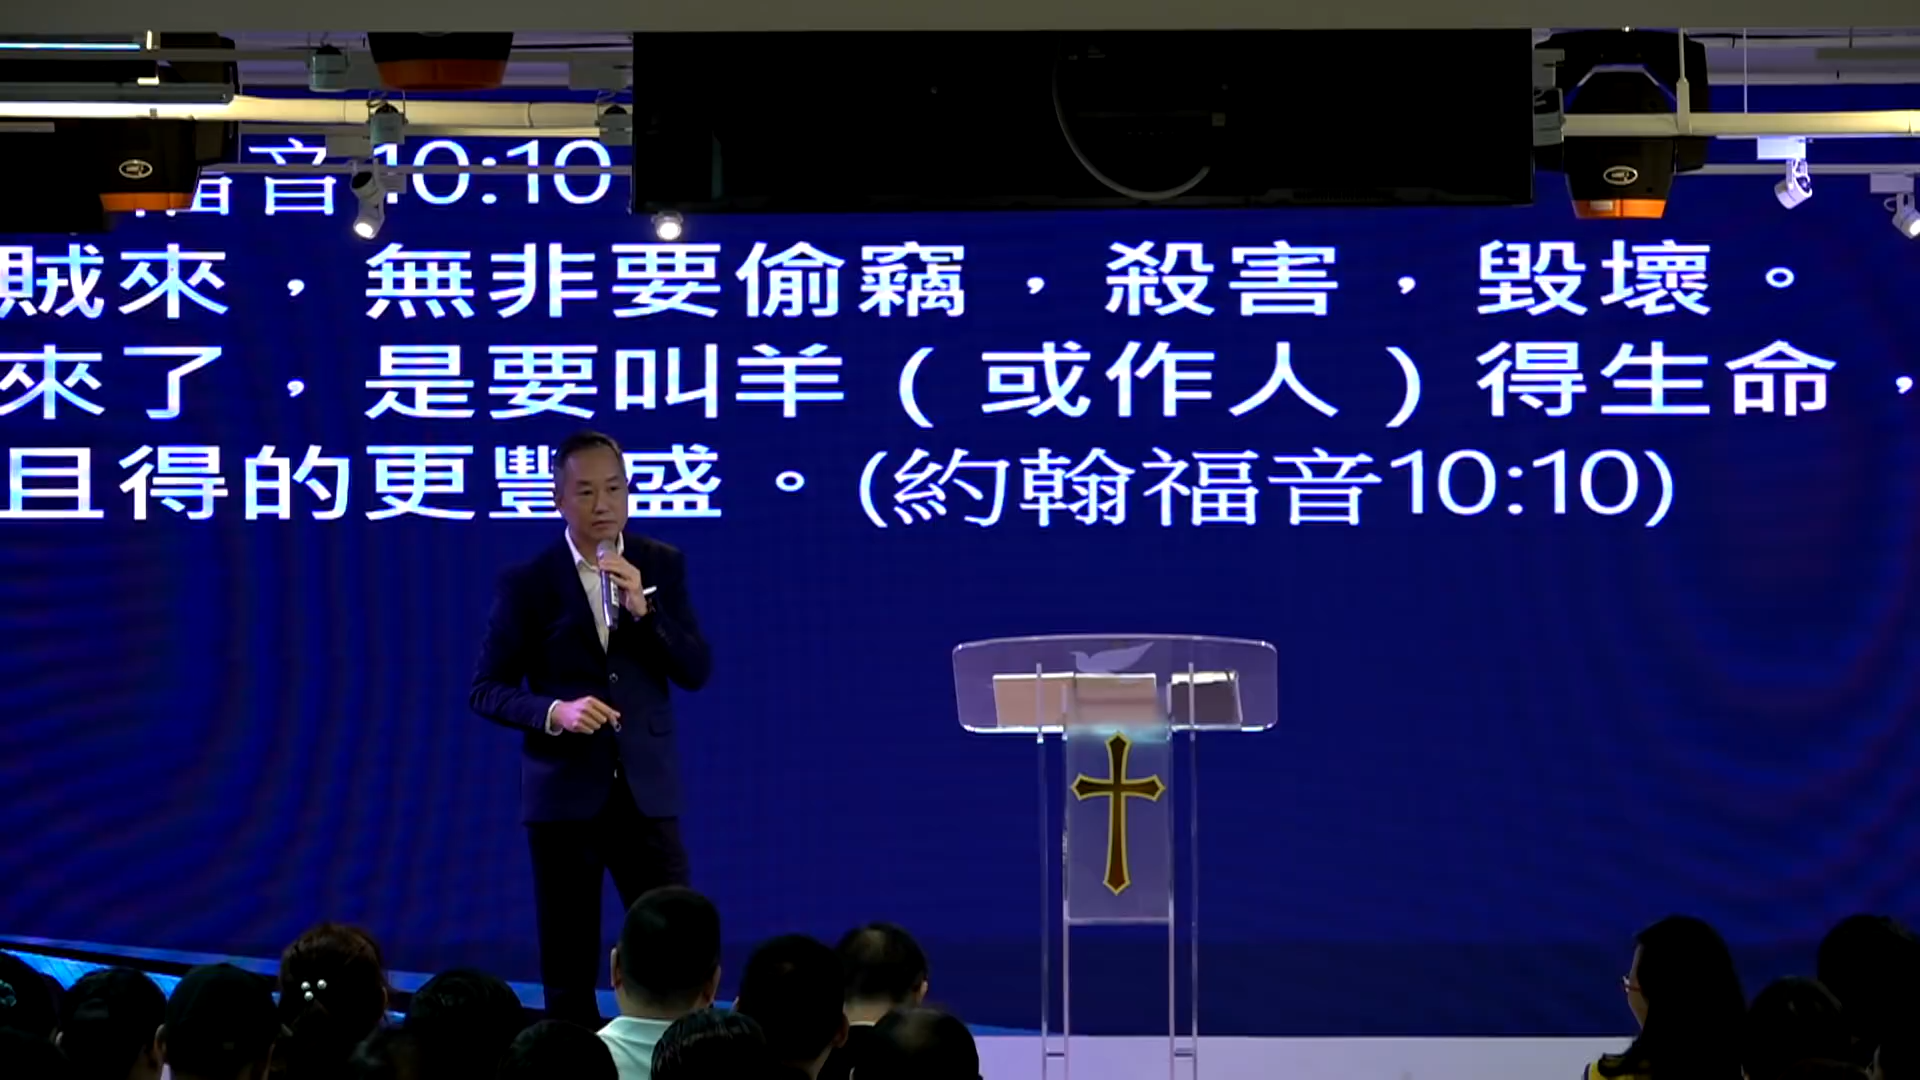 福音10:10
賊來，無非要偷竊，殺害，毀壞。
來了，是要叫羊（或作人）得生命，
且得的更豐盛。(約翰福音10:10)